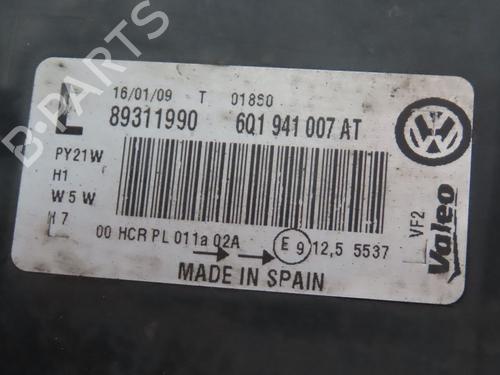 B-PARTS
L 16/01/09 T 01850
89311990 6Q1 941 007 AT
PY21W
H1
W5W
H7
00 HCR PL 011a 02A E9 12,5 5537
MADE IN SPAIN
VF2
Valeo